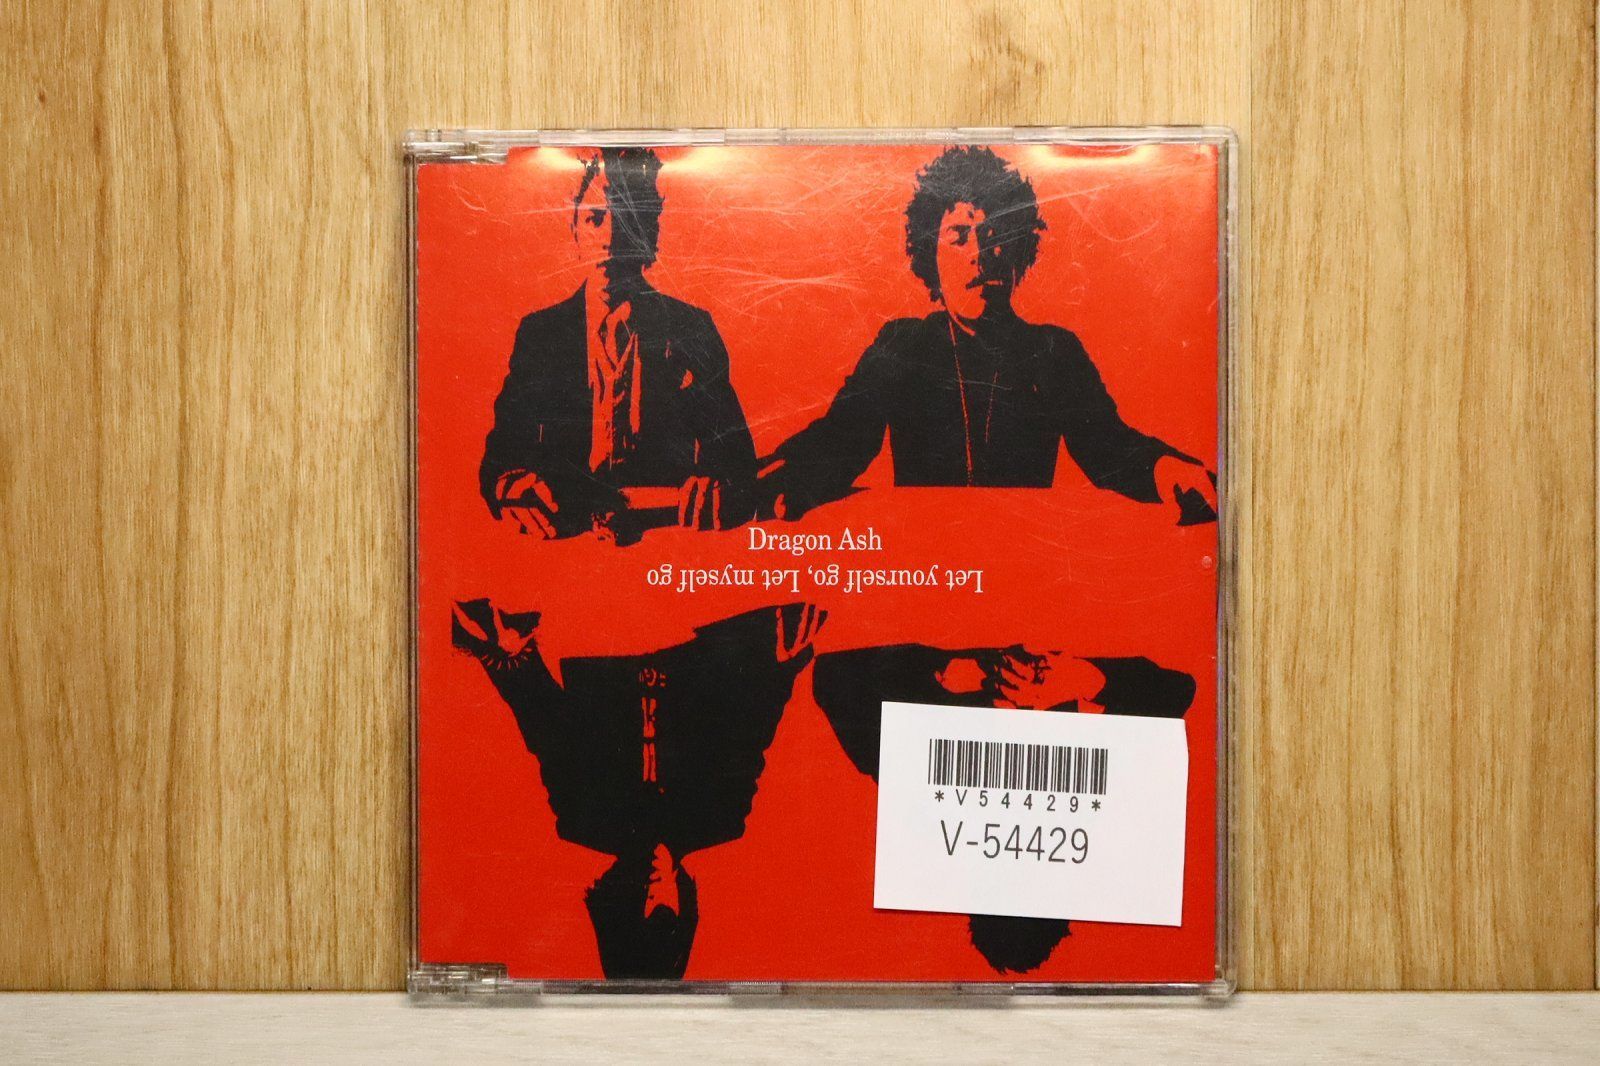 Dragon Ash
Let yourself go, Let myself go
*V54429*
V-54429